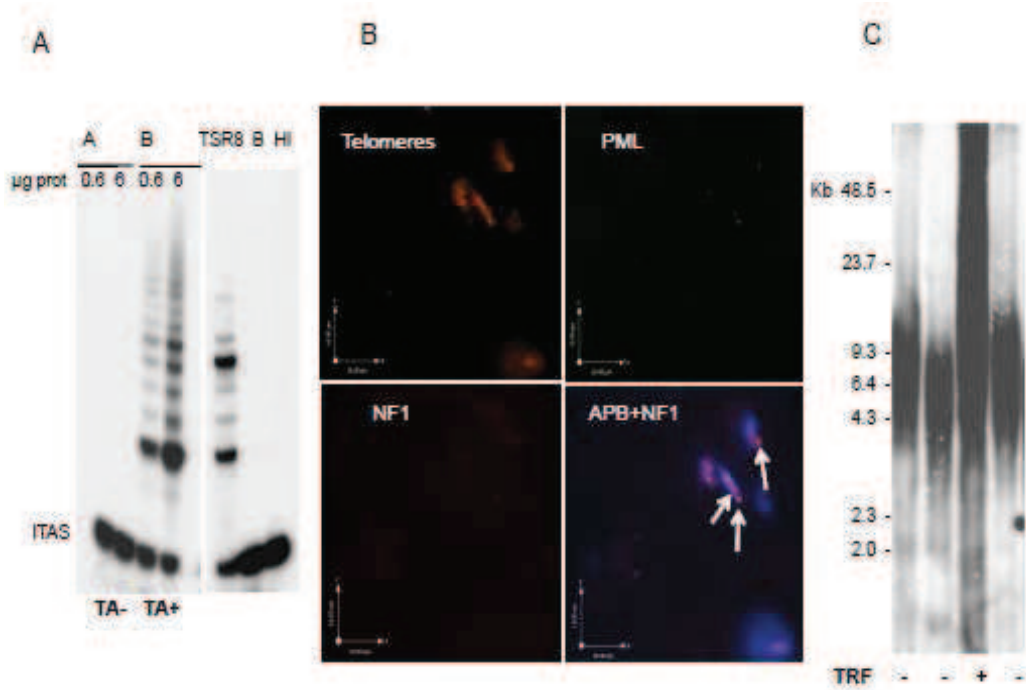 A
B
C
A B TSR8 B HI
µg prot 0.6 6 0.6 6
ITAS
TA- TA+
Telomeres
PML
NF1
APB+NF1
Kb 48.5 -
23.7 -
9.3 -
6.4 -
4.3 -
2.3 -
2.0 -
TRF - - + -